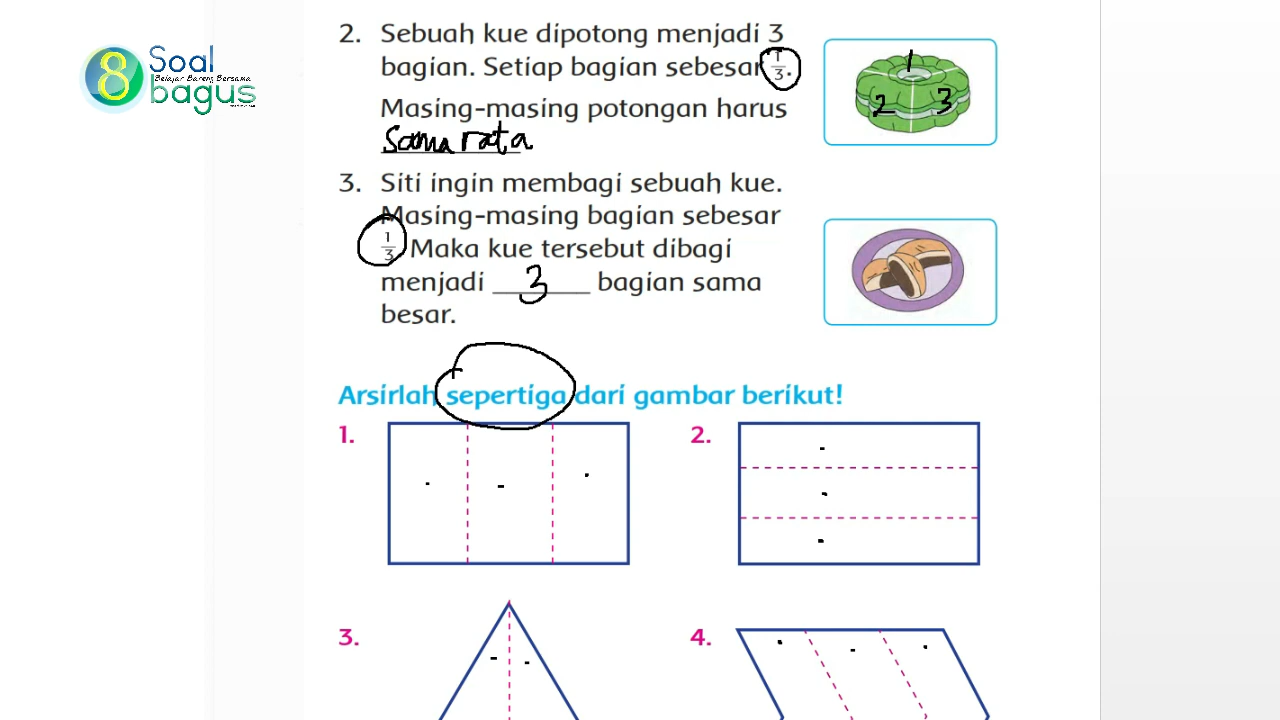 8 Soal
Belajar Bareng Bersama
bagus
2. Sebuah kue dipotong menjadi 3
bagian. Setiap bagian sebesar 1/3.
Masing-masing potongan harus
sama rata
1
2 3
3. Siti ingin membagi sebuah kue.
Masing-masing bagian sebesar
1/3. Maka kue tersebut dibagi
menjadi 3 bagian sama
besar.
Arsirlah sepertiga dari gambar berikut!
1. 2.
3. 4.